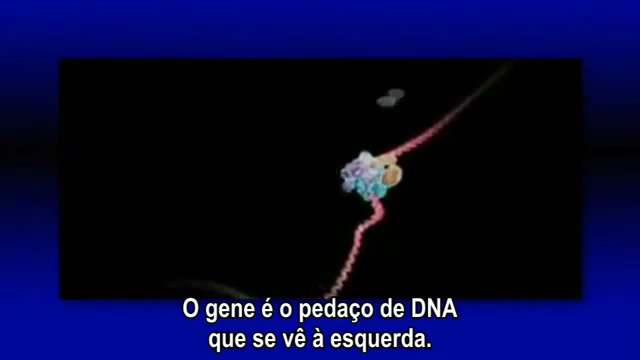 O gene é o pedaço de DNA
que se vê à esquerda.